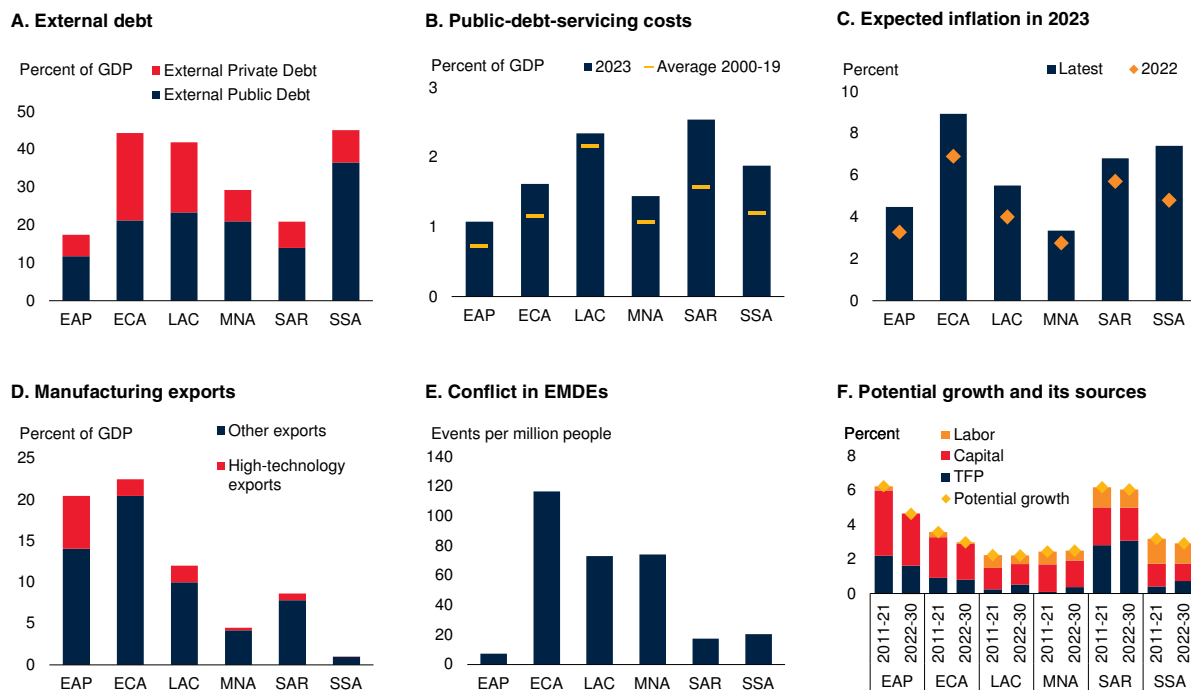 A. External debt
Percent of GDP
External Private Debt
External Public Debt
50
40
30
20
10
0
EAP ECA LAC MNA SAR SSA
B. Public-debt-servicing costs
Percent of GDP
2023 Average 2000-19
3
2
1
0
EAP ECA LAC MNA SAR SSA
C. Expected inflation in 2023
Percent
Latest 2022
10
8
6
4
2
0
EAP ECA LAC MNA SAR SSA
D. Manufacturing exports
Percent of GDP
Other exports
High-technology
exports
25
20
15
10
5
0
EAP ECA LAC MNA SAR SSA
E. Conflict in EMDEs
Events per million people
140
120
100
80
60
40
20
0
EAP ECA LAC MNA SAR SSA
F. Potential growth and its sources
Percent
Labor
Capital
TFP
Potential growth
8
6
4
2
0
2011-21 2022-30 2011-21 2022-30 2011-21 2022-30 2011-21 2022-30 2011-21 2022-30 2011-21 2022-30
EAP ECA LAC MNA SAR SSA